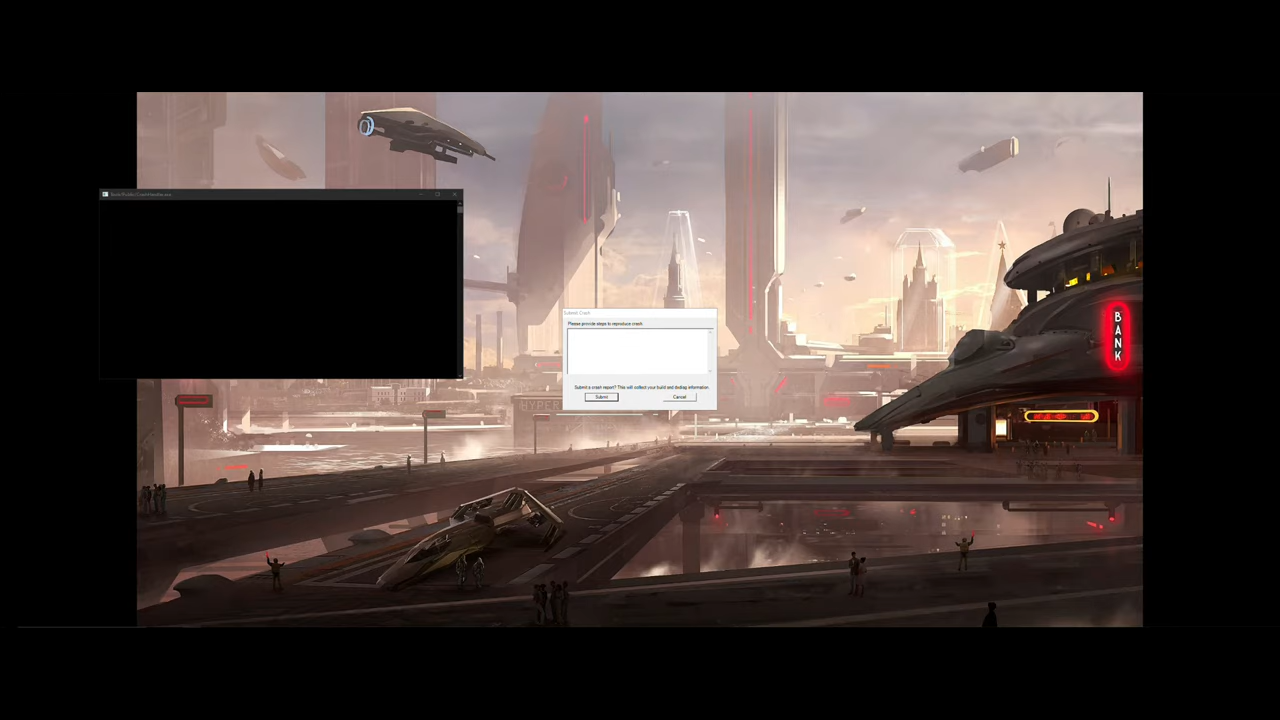 Submit Crash
Please provide steps to reproduce crash:
Submit a crash report? This will collect your build and dxdiag information.
Submit
Cancel
HYPER
BANK